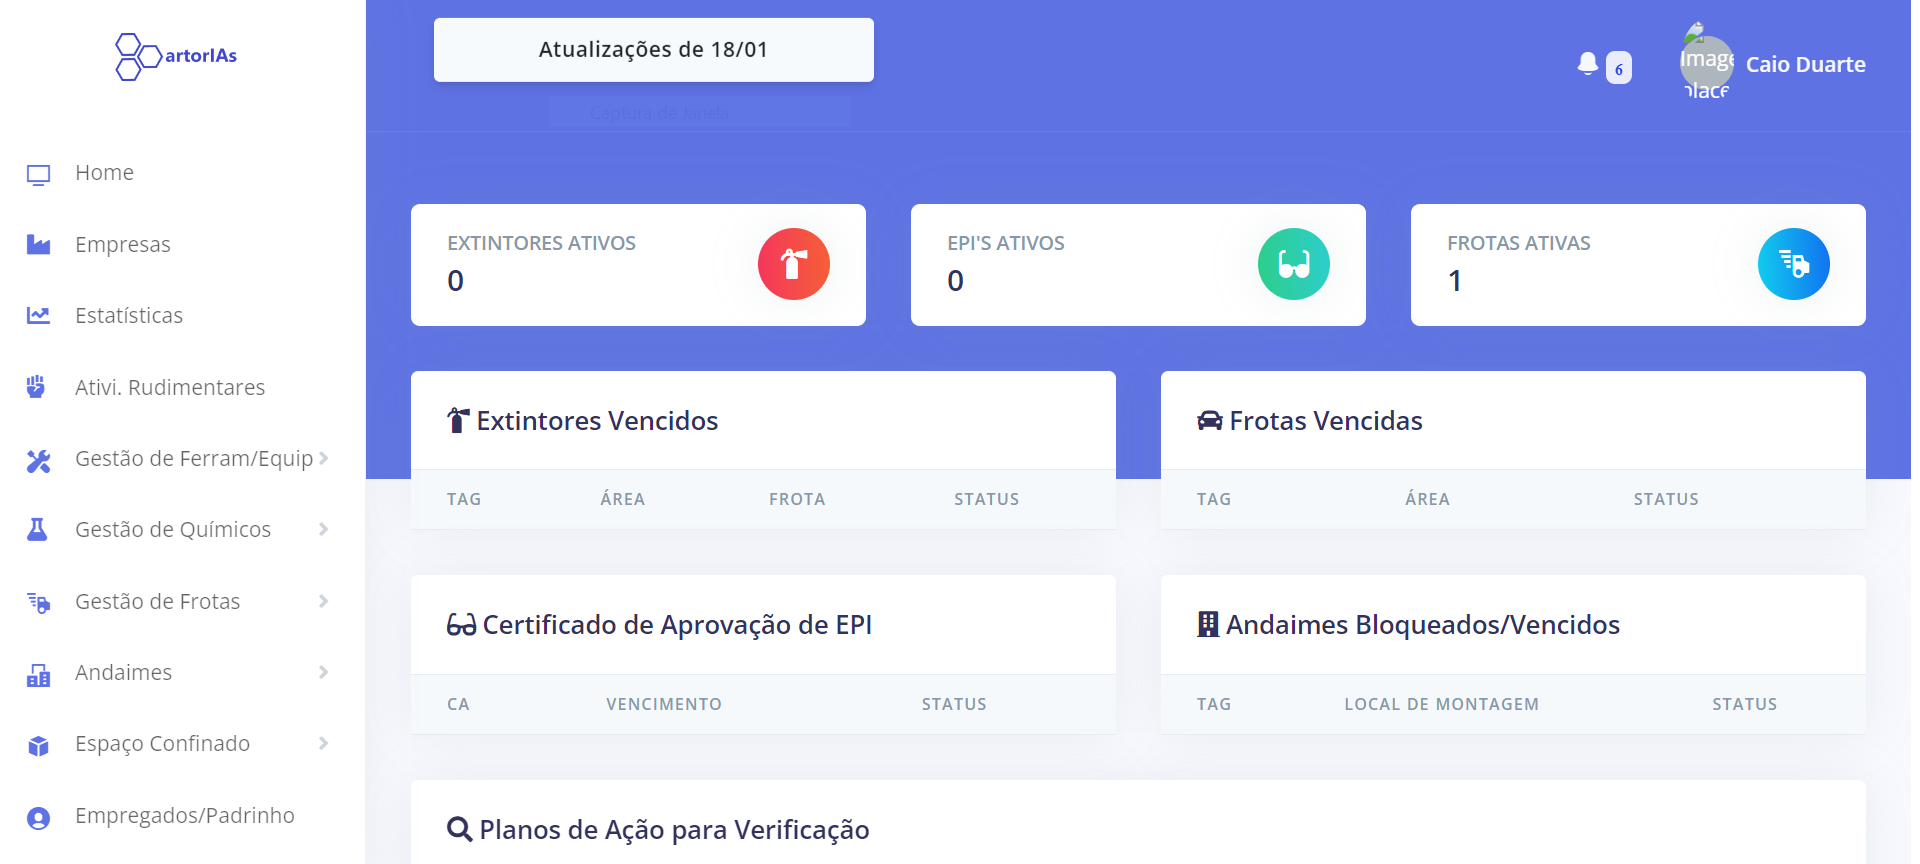 artorIAs
Home
Empresas
Estatísticas
Ativi. Rudimentares
Gestão de Ferram/Equip
Gestão de Químicos
Gestão de Frotas
Andaimes
Espaço Confinado
Empregados/Padrinho
Atualizações de 18/01
Captura de Janela
6
Image
place
Caio Duarte
EXTINTORES ATIVOS
0
EPI'S ATIVOS
0
FROTAS ATIVAS
1
Extintores Vencidos
TAG ÁREA FROTA STATUS
Frotas Vencidas
TAG ÁREA STATUS
Certificado de Aprovação de EPI
CA VENCIMENTO STATUS
Andaimes Bloqueados/Vencidos
TAG LOCAL DE MONTAGEM STATUS
Planos de Ação para Verificação